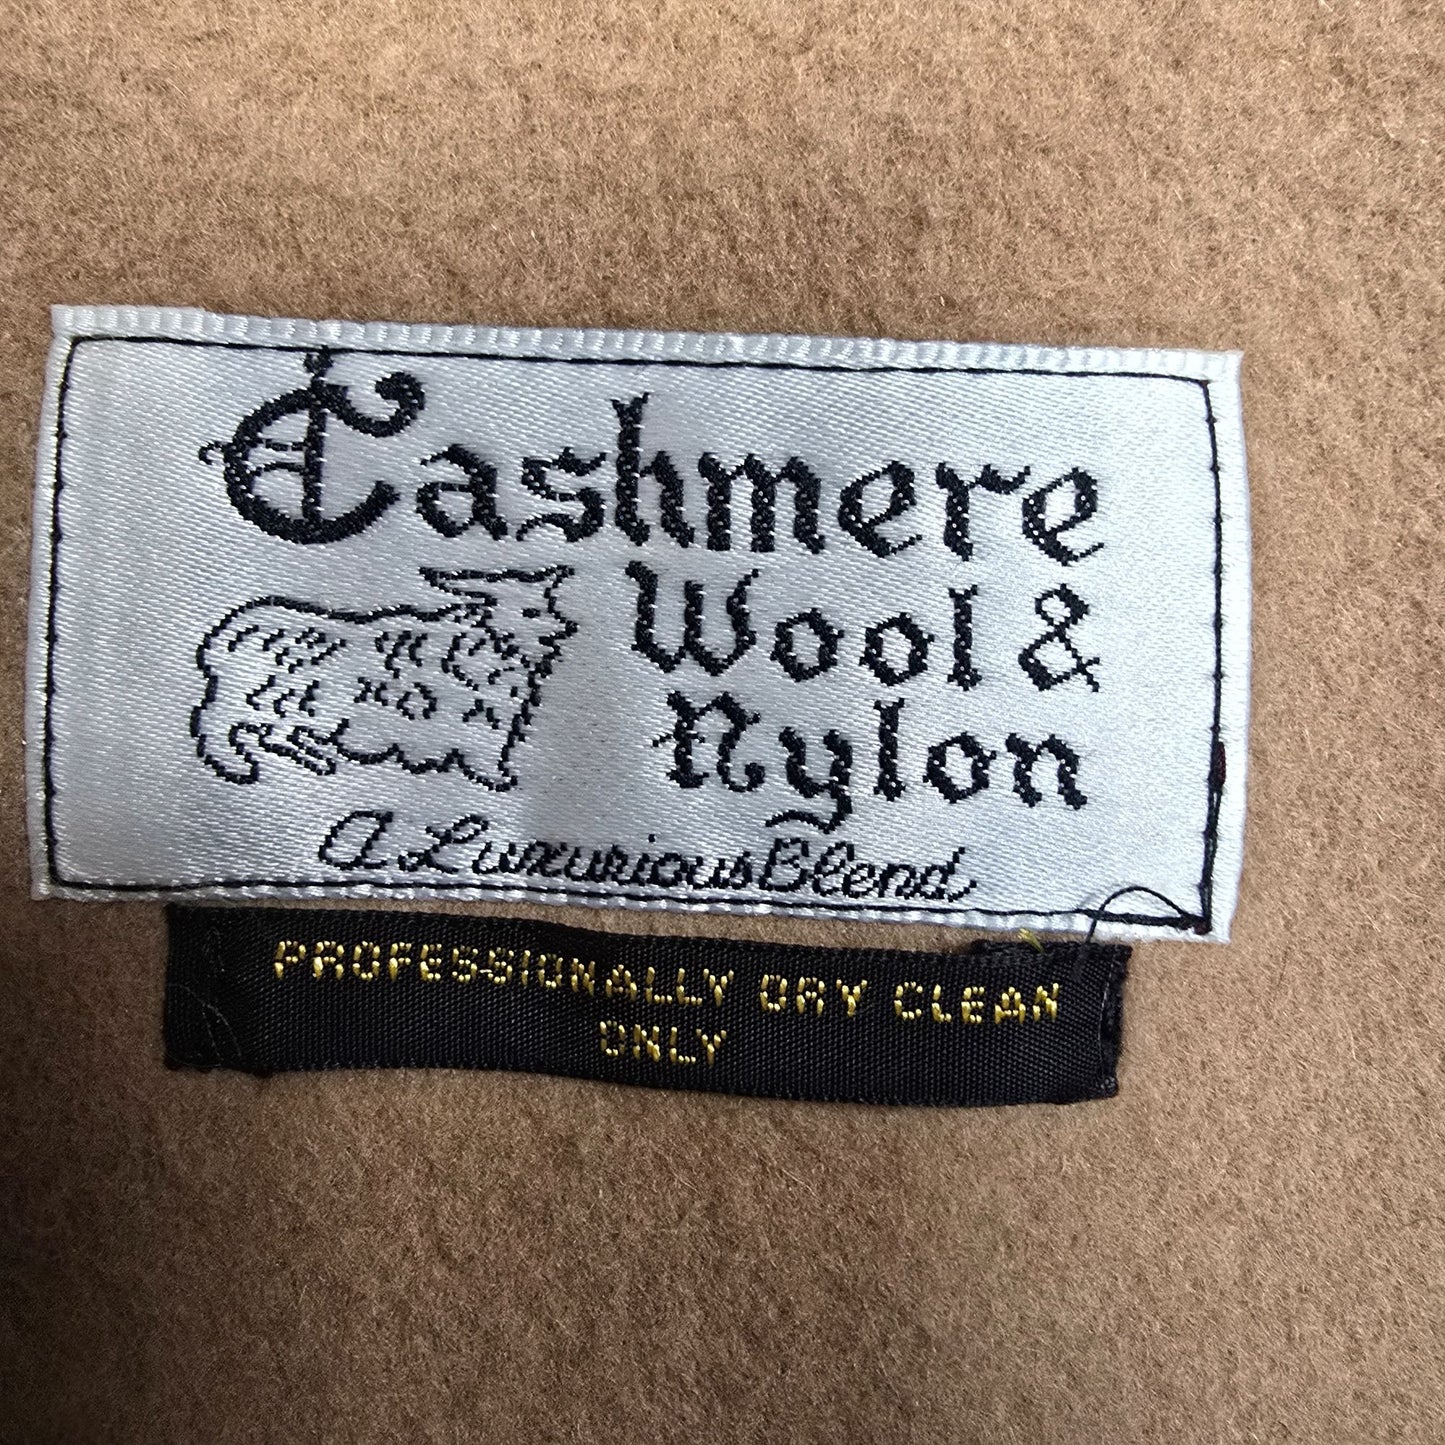 Cashmere
Wool &
Nylon
A Luxurious Blend
PROFESSIONALLY DRY CLEAN
ONLY